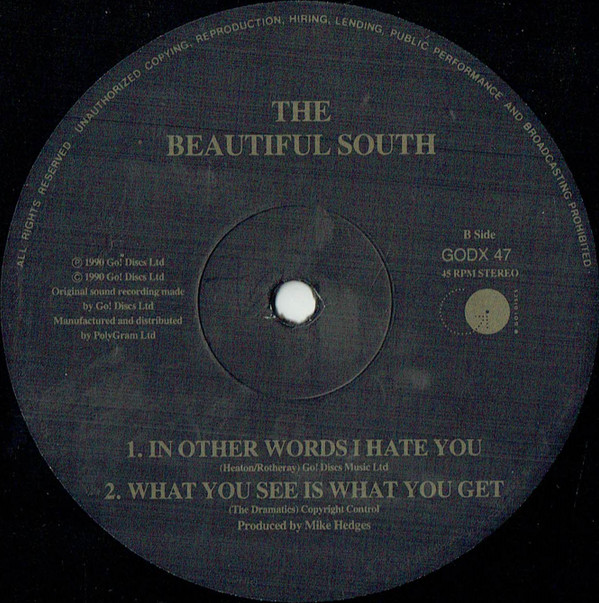 ALL RIGHTS RESERVED UNAUTHORIZED COPYING, REPRODUCTION, HIRING, LENDING, PUBLIC PERFORMANCE AND BROADCASTING PROHIBITED
THE
BEAUTIFUL SOUTH
Ⓟ 1990 Go! Discs Ltd
© 1990 Go! Discs Ltd
Original sound recording made
by Go! Discs Ltd
Manufactured and distributed
by PolyGram Ltd
B Side
GODX 47
45 RPM STEREO
GO! DISCS
1. IN OTHER WORDS I HATE YOU
(Heaton/Rotheray) Go! Discs Music Ltd
2. WHAT YOU SEE IS WHAT YOU GET
(The Dramatics) Copyright Control
Produced by Mike Hedges